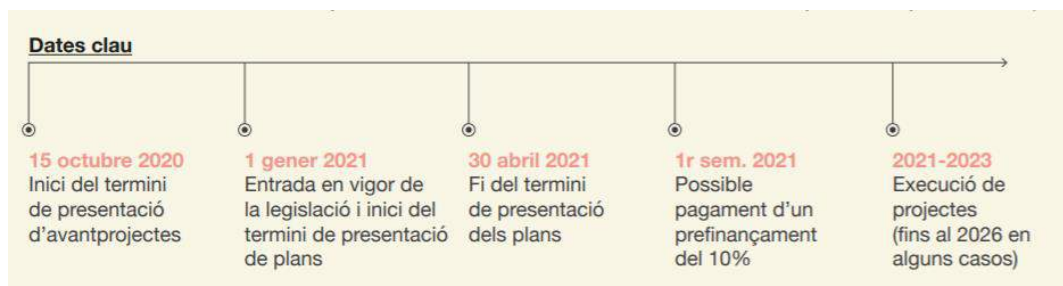 Dates clau
15 octubre 2020
Inici del termini
de presentació
d’avantprojectes
1 gener 2021
Entrada en vigor de
la legislació i inici del
termini de presentació
de plans
30 abril 2021
Fi del termini
de presentació
dels plans
1r sem. 2021
Possible
pagament d’un
prefinançament
del 10%
2021-2023
Execució de
projectes
(fins al 2026 en
alguns casos)